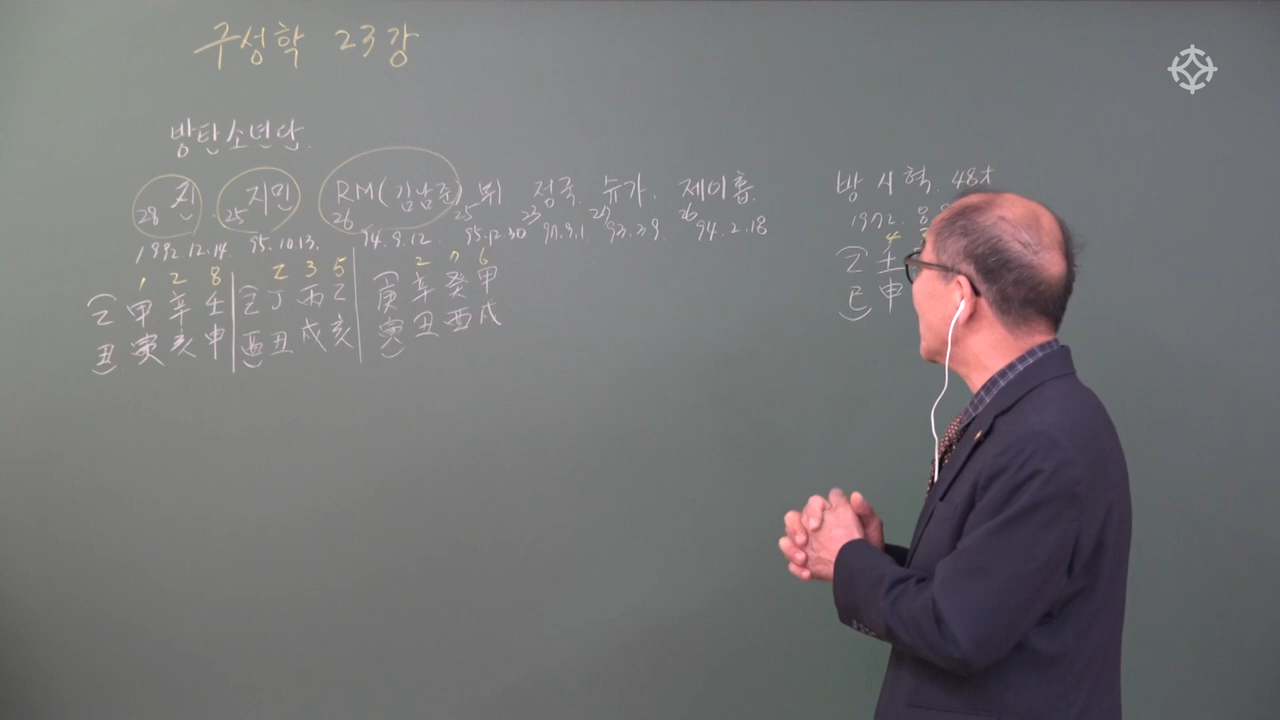 구성학 23강
방탄소년단.
진. 지민 RM(김남준) 뷔 정국. 슈가. 제이홉. 방시혁. 48才
28 25 26 25 23 27 26
1992.12.14. 95.10.13. 94.9.12. 95.12.30 97.9.1 93.3.9. 94.2.18 1972. 음
1 2 8 2 3 5 2 7 6 4
(乙 甲 辛 壬 乙 丁 丙 乙 (庚 辛 癸 甲 (乙 壬
丑) 寅 亥 申 酉) 丑 戌 亥 寅) 丑 酉 戌 巳) 申